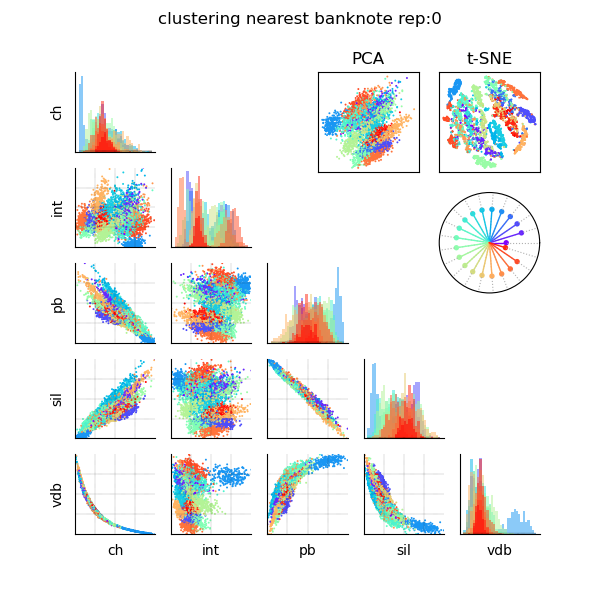 clustering nearest banknote rep:0
PCA
t-SNE
ch
int
pb
sil
vdb
ch
int
pb
sil
vdb